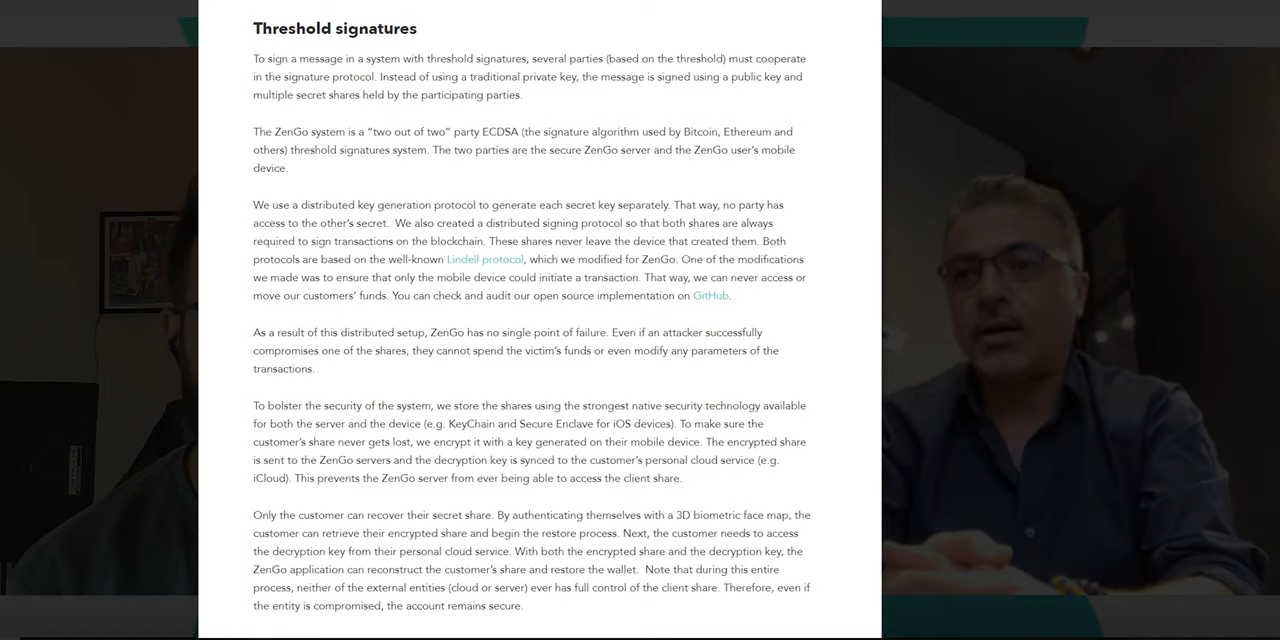 Threshold signatures
To sign a message in a system with threshold signatures, several parties (based on the threshold) must cooperate
in the signature protocol. Instead of using a traditional private key, the message is signed using a public key and
multiple secret shares held by the participating parties.
The ZenGo system is a “two out of two” party ECDSA (the signature algorithm used by Bitcoin, Ethereum and
others) threshold signatures system. The two parties are the secure ZenGo server and the ZenGo user’s mobile
device.
We use a distributed key generation protocol to generate each secret key separately. That way, no party has
access to the other’s secret.  We also created a distributed signing protocol so that both shares are always
required to sign transactions on the blockchain. These shares never leave the device that created them. Both
protocols are based on the well-known Lindell protocol, which we modified for ZenGo. One of the modifications
we made was to ensure that only the mobile device could initiate a transaction. That way, we can never access or
move our customers’ funds. You can check and audit our open source implementation on GitHub.
As a result of this distributed setup, ZenGo has no single point of failure. Even if an attacker successfully
compromises one of the shares, they cannot spend the victim’s funds or even modify any parameters of the
transactions.
To bolster the security of the system, we store the shares using the strongest native security technology available
for both the server and the device (e.g. KeyChain and Secure Enclave for iOS devices). To make sure the
customer’s share never gets lost, we encrypt it with a key generated on their mobile device. The encrypted share
is sent to the ZenGo servers and the decryption key is synced to the customer’s personal cloud service (e.g.
iCloud). This prevents the ZenGo server from ever being able to access the client share.
Only the customer can recover their secret share. By authenticating themselves with a 3D biometric face map, the
customer can retrieve their encrypted share and begin the restore process. Next, the customer needs to access
the decryption key from their personal cloud service. With both the encrypted share and the decryption key, the
ZenGo application can reconstruct the customer’s share and restore the wallet.  Note that during this entire
process, neither of the external entities (cloud or server) ever has full control of the client share. Therefore, even if
the entity is compromised, the account remains secure.